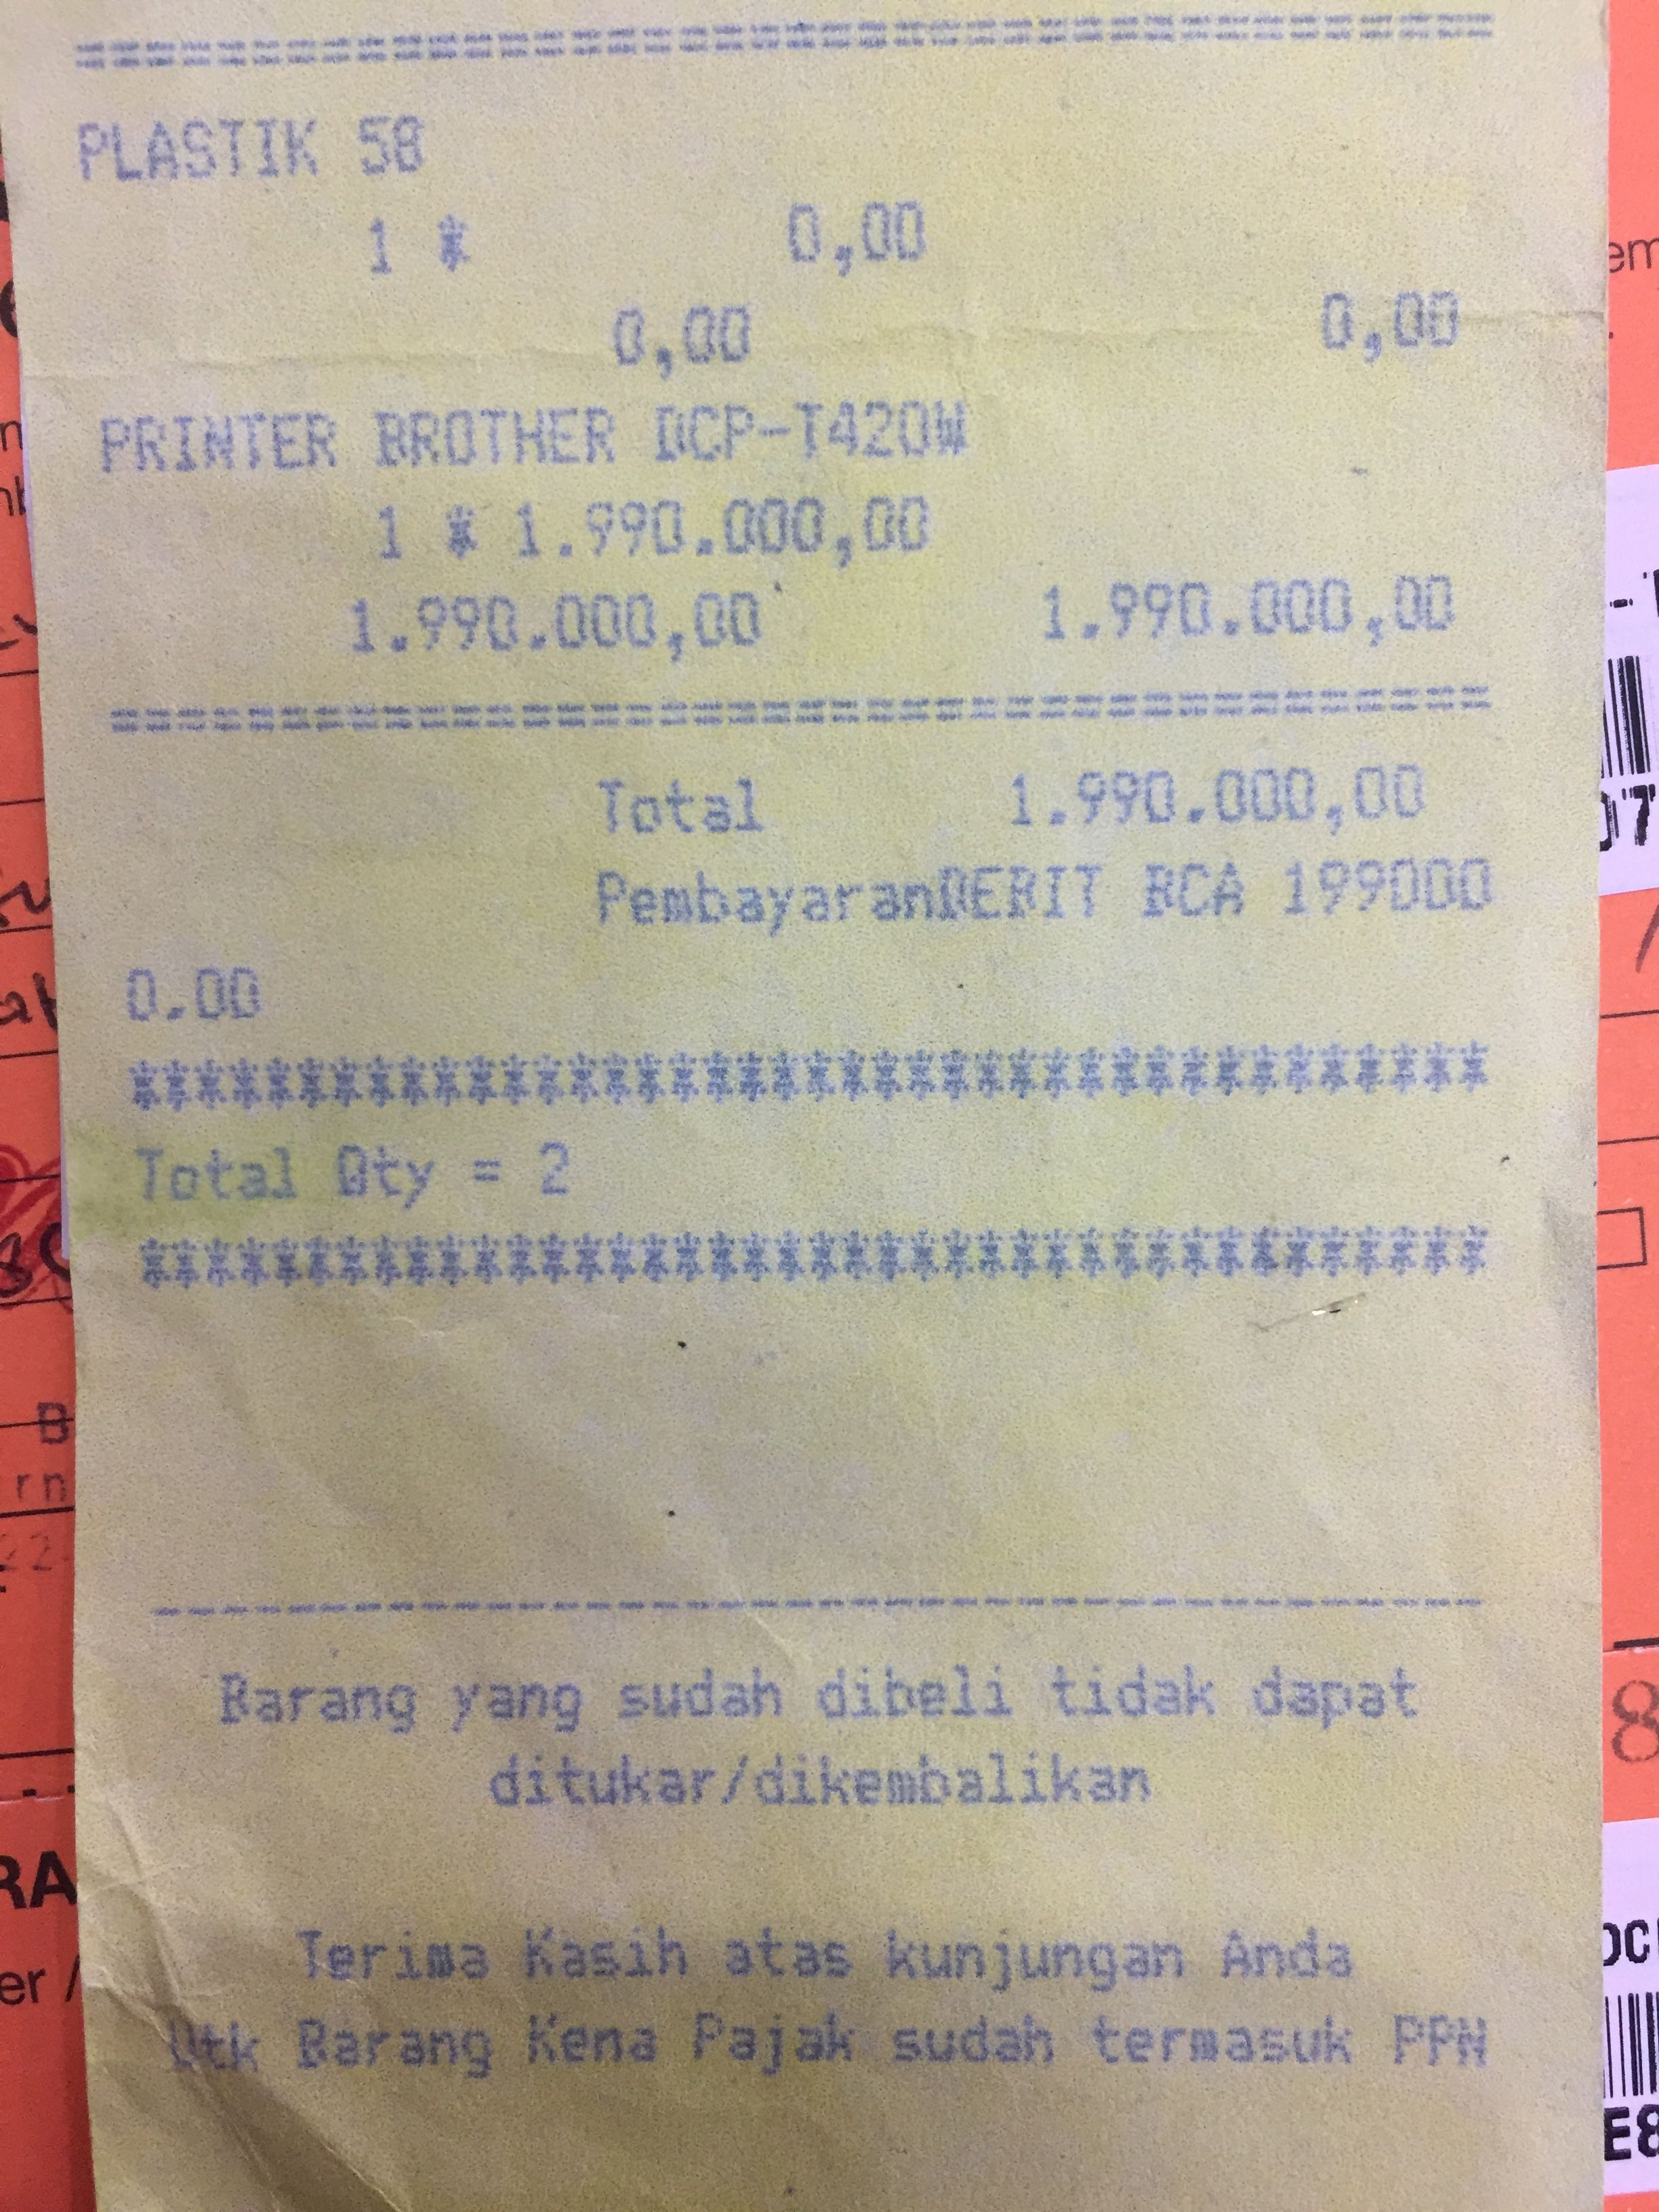 ================================
PLASTIK 58
1 * 0,00
0,00 0,00
PRINTER BROTHER DCP-T420W
1 * 1.990.000,00
1.990.000,00 1.990.000,00
================================
Total 1.990.000,00
PembayaranDEBIT BCA 199000
0.00
****************************************
Total Qty = 2
****************************************
----------------------------------------
Barang yang sudah dibeli tidak dapat
ditukar/dikembalikan
Terima Kasih atas kunjungan Anda
Utk Barang Kena Pajak sudah termasuk PPN